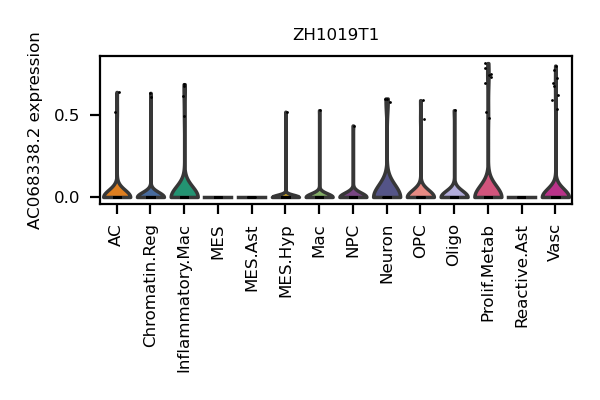 ZH1019T1
AC068338.2 expression
0.5
0.0
AC
Chromatin.Reg
Inflammatory.Mac
MES
MES.Ast
MES.Hyp
Mac
NPC
Neuron
OPC
Oligo
Prolif.Metab
Reactive.Ast
Vasc